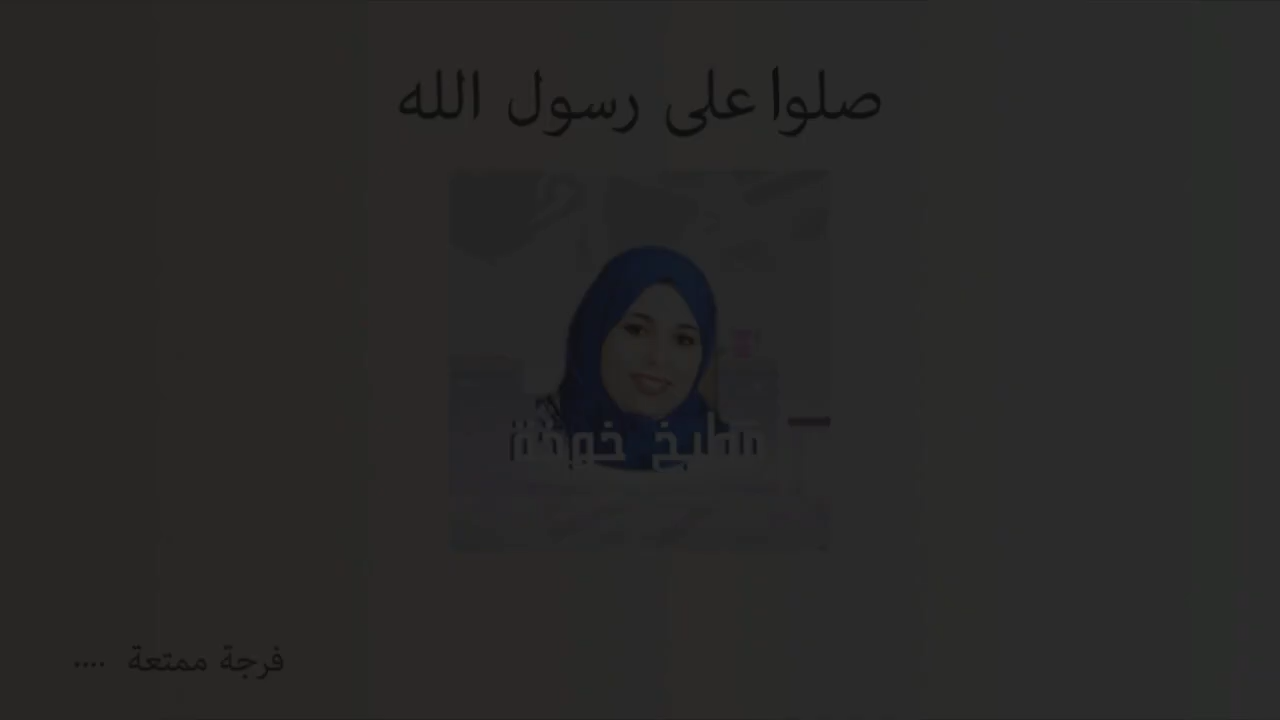 صلوا على رسول الله
مطبخ خوخة
فرجة ممتعة ....